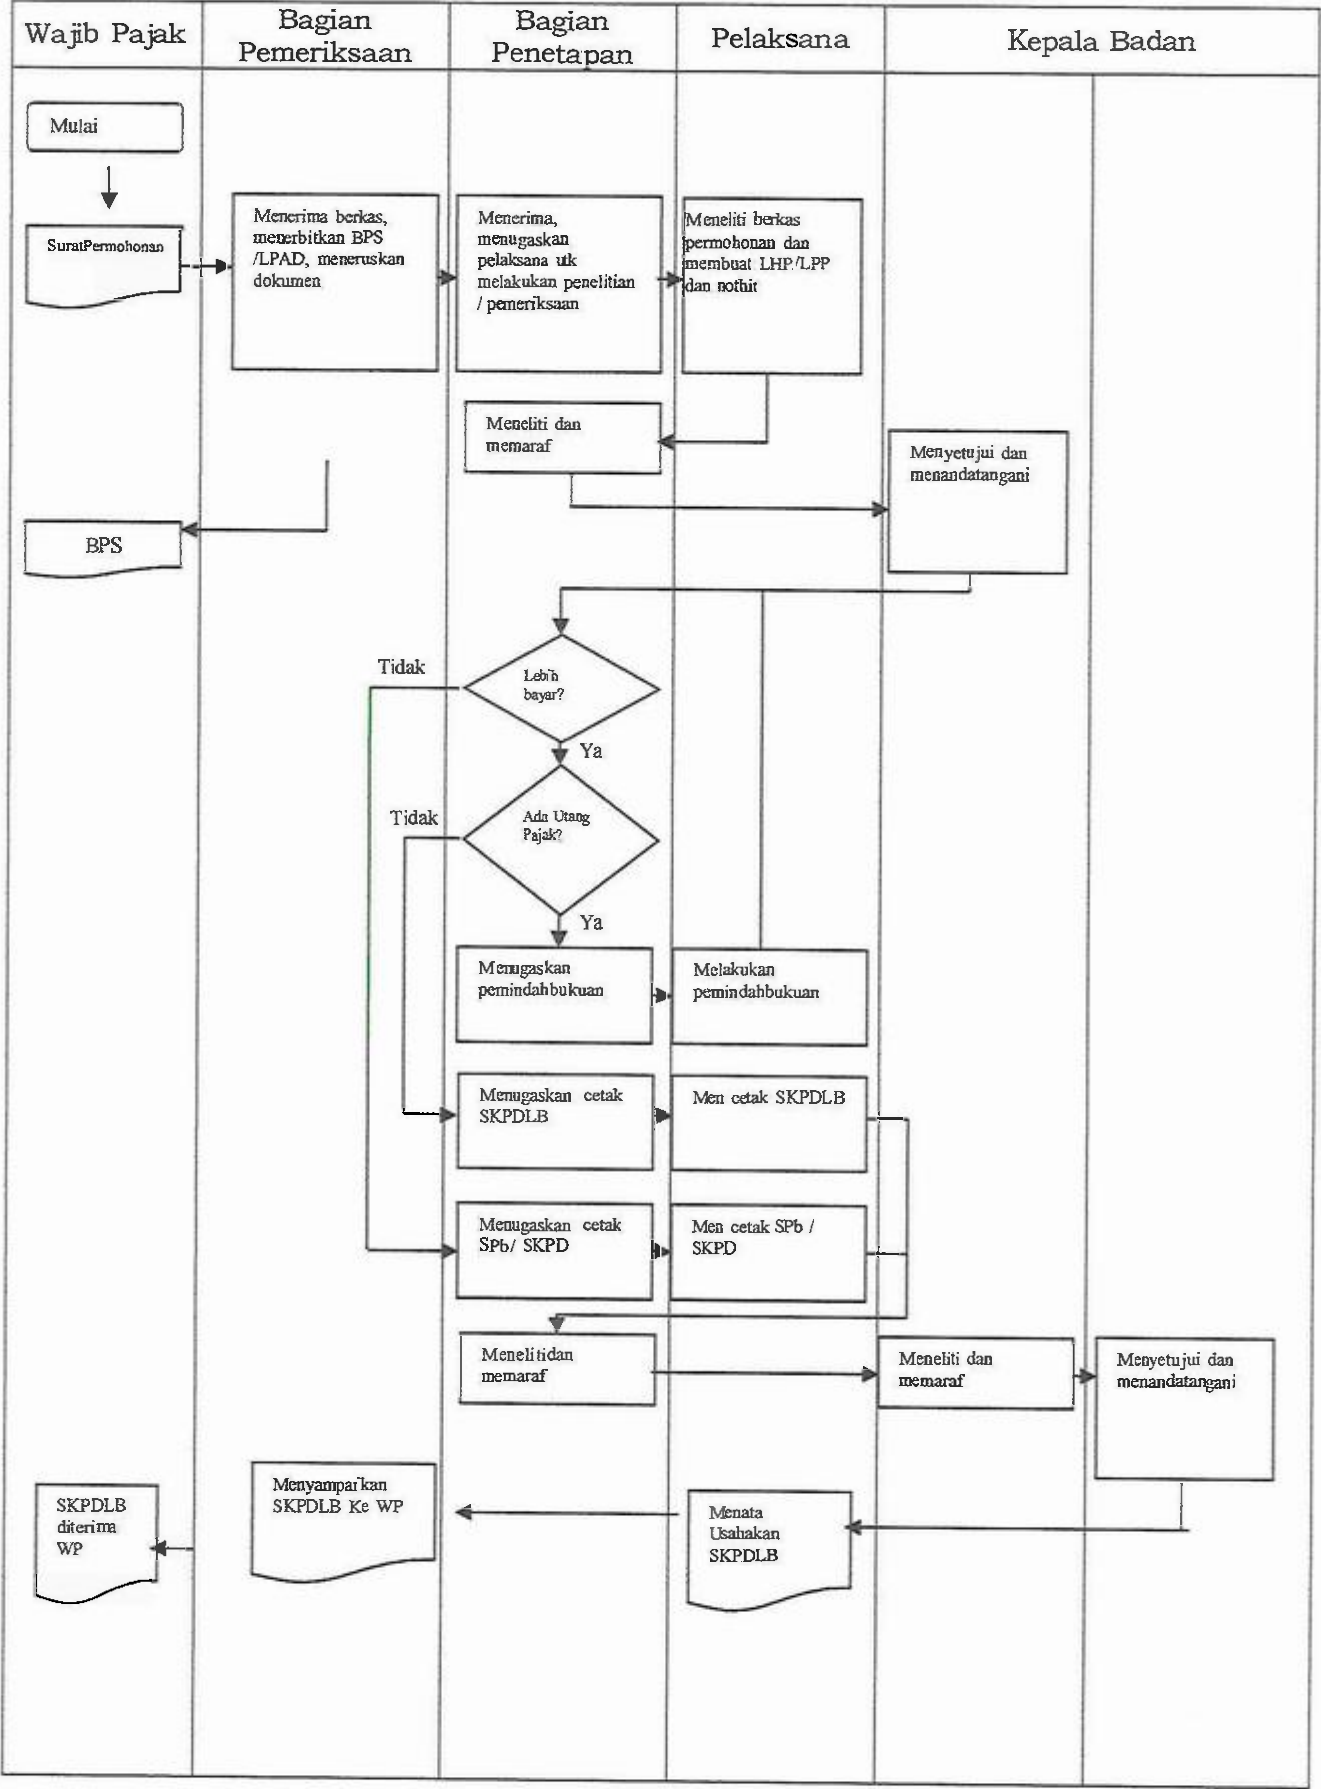 Wajib Pajak
Bagian
Pemeriksaan
Bagian
Penetapan
Pelaksana
Kepala Badan
Mulai
SuratPermohonan
Menerima berkas,
menerbitkan BPS
/LPAD, meneruskan
dokumen
Menerima,
menugaskan
pelaksana utk
melakukan penelitian
/ pemeriksaan
Meneliti berkas
permohonan dan
membuat LHP/LPP
dan nothit
Meneliti dan
memaraf
Menyetujui dan
menandatangani
BPS
Tidak
Lebih
bayar?
Ya
Tidak
Ada Utang
Pajak?
Ya
Menugaskan
pemindahbukuan
Melakukan
pemindahbukuan
Menugaskan cetak
SKPDLB
Men cetak SKPDLB
Menugaskan cetak
SPb/ SKPD
Men cetak SPb /
SKPD
Menelitidan
memaraf
Meneliti dan
memaraf
Menyetujui dan
menandatangani
SKPDLB
diterima
WP
Menyampaikan
SKPDLB Ke WP
Menata
Usahakan
SKPDLB